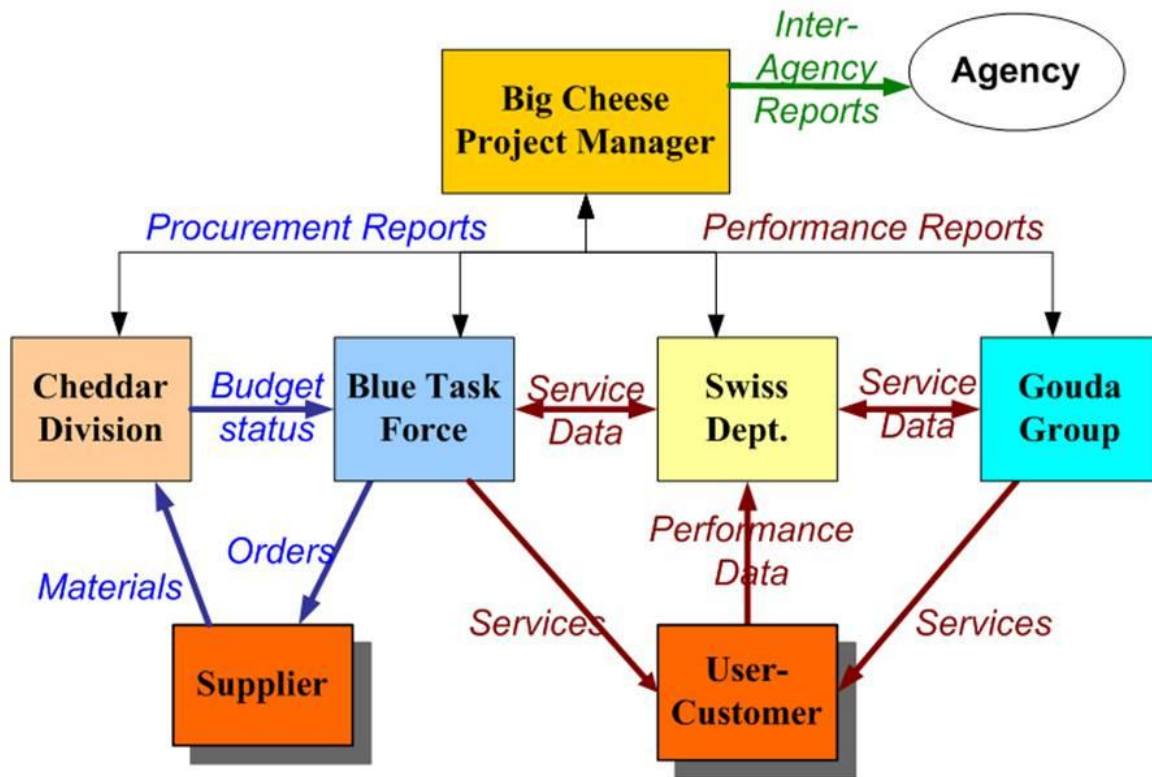 Big Cheese
Project Manager
Inter-
Agency
Reports
Agency
Procurement Reports
Performance Reports
Cheddar
Division
Budget
status
Blue Task
Force
Service
Data
Swiss
Dept.
Service
Data
Gouda
Group
Materials
Orders
Services
Performance
Data
Services
Supplier
User-
Customer